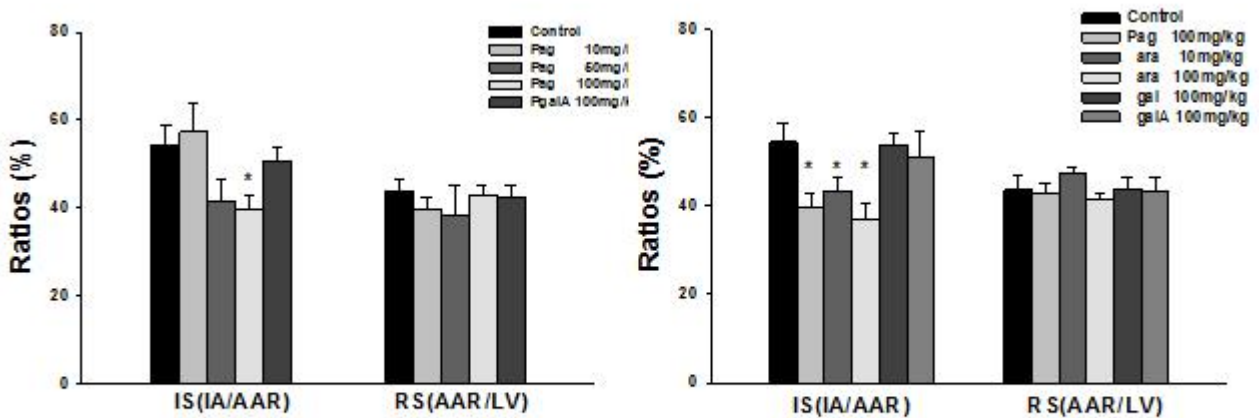 80
60
40
20
0
Ratios (%)
Control
Pag 10mg/
Pag 50mg/
Pag 100mg/
PgalA 100mg/k
*
IS(IA/AAR) RS(AAR/LV)
80
60
40
20
0
Ratios (%)
Control
Pag 100mg/kg
ara 10mg/kg
ara 100mg/kg
gal 100mg/kg
galA 100mg/kg
* * *
IS(IA/AAR) RS(AAR/LV)